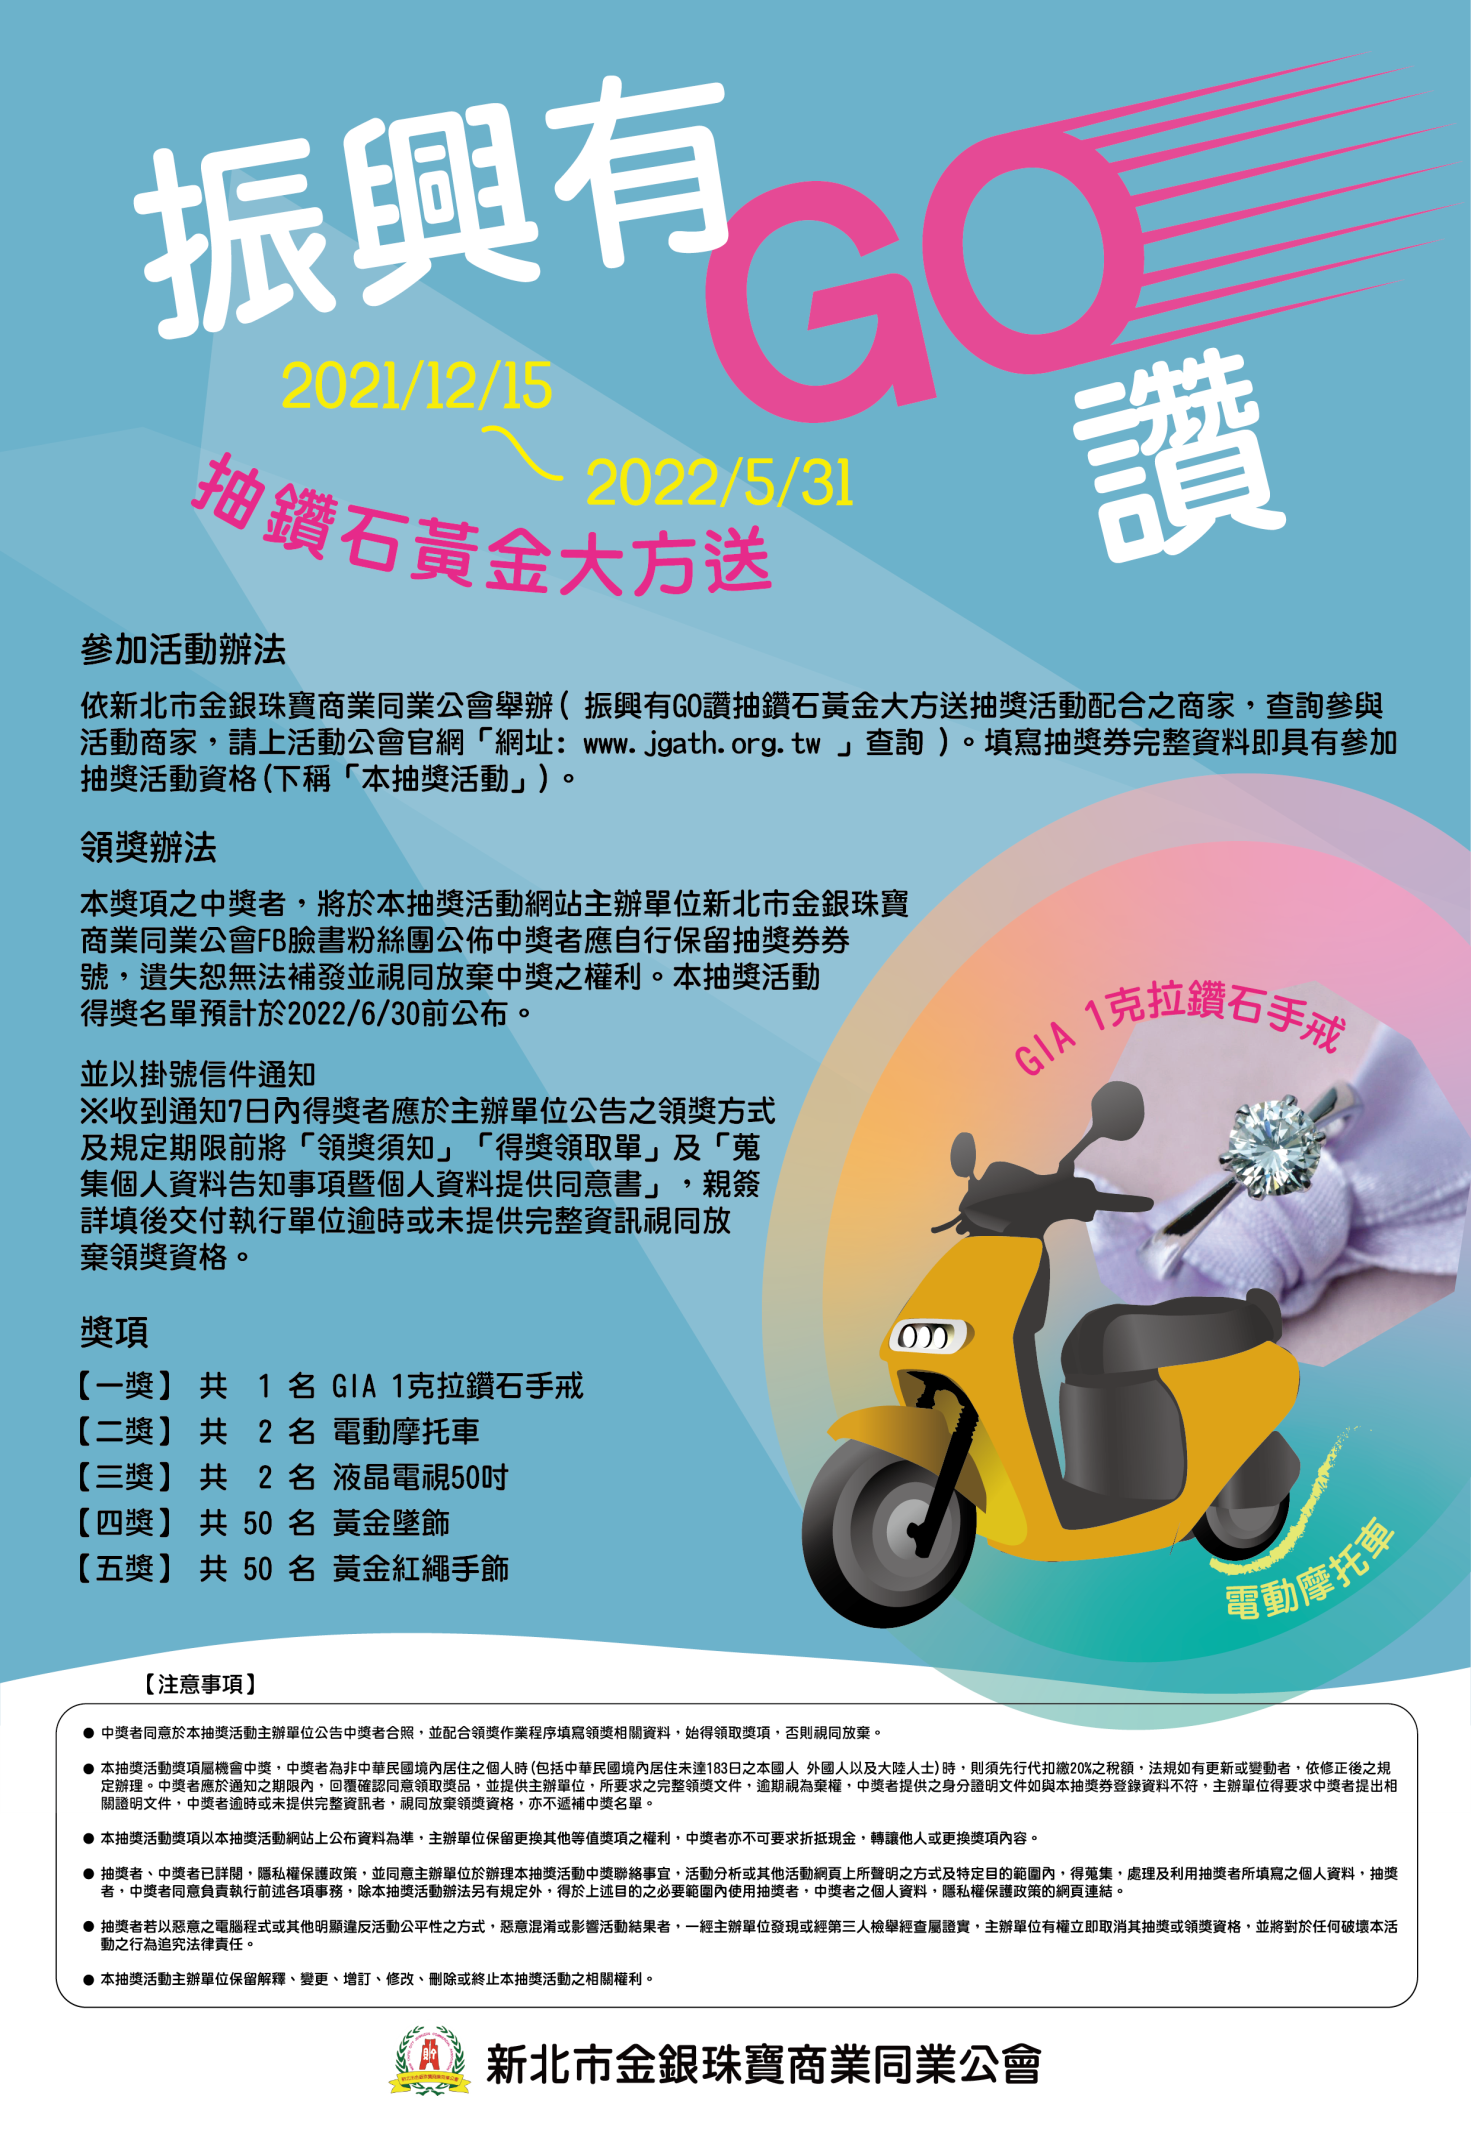 振興有GO讚
2021/12/15
~
2022/5/31
抽鑽石黃金大方送
參加活動辦法
依新北市金銀珠寶商業同業公會舉辦( 振興有GO讚抽鑽石黃金大方送抽獎活動配合之商家，查詢參與
活動商家，請上活動公會官網「網址: www.jgath.org.tw 」查詢 )。填寫抽獎券完整資料即具有參加
抽獎活動資格(下稱「本抽獎活動」)。
領獎辦法
本獎項之中獎者，將於本抽獎活動網站主辦單位新北市金銀珠寶
商業同業公會FB臉書粉絲團公佈中獎者應自行保留抽獎券券
號，遺失恕無法補發並視同放棄中獎之權利。本抽獎活動
得獎名單預計於2022/6/30前公布。
並以掛號信件通知
※收到通知7日內得獎者應於主辦單位公告之領獎方式
及規定期限前將「領獎須知」「得獎領取單」及「蒐
集個人資料告知事項暨個人資料提供同意書」，親簽
詳填後交付執行單位逾時或未提供完整資訊視同放
棄領獎資格。
GIA 1克拉鑽石手戒
獎項
【一獎】 共 1 名 GIA 1克拉鑽石手戒
【二獎】 共 2 名 電動摩托車
【三獎】 共 2 名 液晶電視50吋
【四獎】 共 50 名 黃金墜飾
【五獎】 共 50 名 黃金紅繩手飾
電動摩托車
【注意事項】
● 中獎者同意於本抽獎活動主辦單位公告中獎者合照，並配合領獎作業程序填寫領獎相關資料，始得領取獎項，否則視同放棄。
● 本抽獎活動獎項屬機會中獎，中獎者為非中華民國境內居住之個人時(包括中華民國境內居住未達183日之本國人 外國人以及大陸人士)時，則須先行代扣繳20%之稅額，法規如有更新或變動者，依修正後之規
定辦理。中獎者應於通知之期限內，回覆確認同意領取獎品，並提供主辦單位，所要求之完整領獎文件，逾期視為棄權，中獎者提供之身分證明文件如與本抽獎券登錄資料不符，主辦單位得要求中獎者提出相
關證明文件，中獎者逾時或未提供完整資訊者，視同放棄領獎資格，亦不遞補中獎名單。
● 本抽獎活動獎項以本抽獎活動網站上公布資料為準，主辦單位保留更換其他等值獎項之權利，中獎者亦不可要求折抵現金，轉讓他人或更換獎項內容。
● 抽獎者、中獎者已詳閱，隱私權保護政策，並同意主辦單位於辦理本抽獎活動中獎聯絡事宜，活動分析或其他活動網頁上所聲明之方式及特定目的範圍內，得蒐集，處理及利用抽獎者所填寫之個人資料，抽獎
者，中獎者同意負責執行前述各項事務，除本抽獎活動辦法另有規定外，得於上述目的之必要範圍內使用抽獎者，中獎者之個人資料，隱私權保護政策的網頁連結。
● 抽獎者若以惡意之電腦程式或其他明顯違反活動公平性之方式，惡意混淆或影響活動結果者，一經主辦單位發現或經第三人檢舉經查屬證實，主辦單位有權立即取消其抽獎或領獎資格，並將對於任何破壞本活
動之行為追究法律責任。
● 本抽獎活動主辦單位保留解釋、變更、增訂、修改、刪除或終止本抽獎活動之相關權利。
新北市金銀珠寶商業同業公會